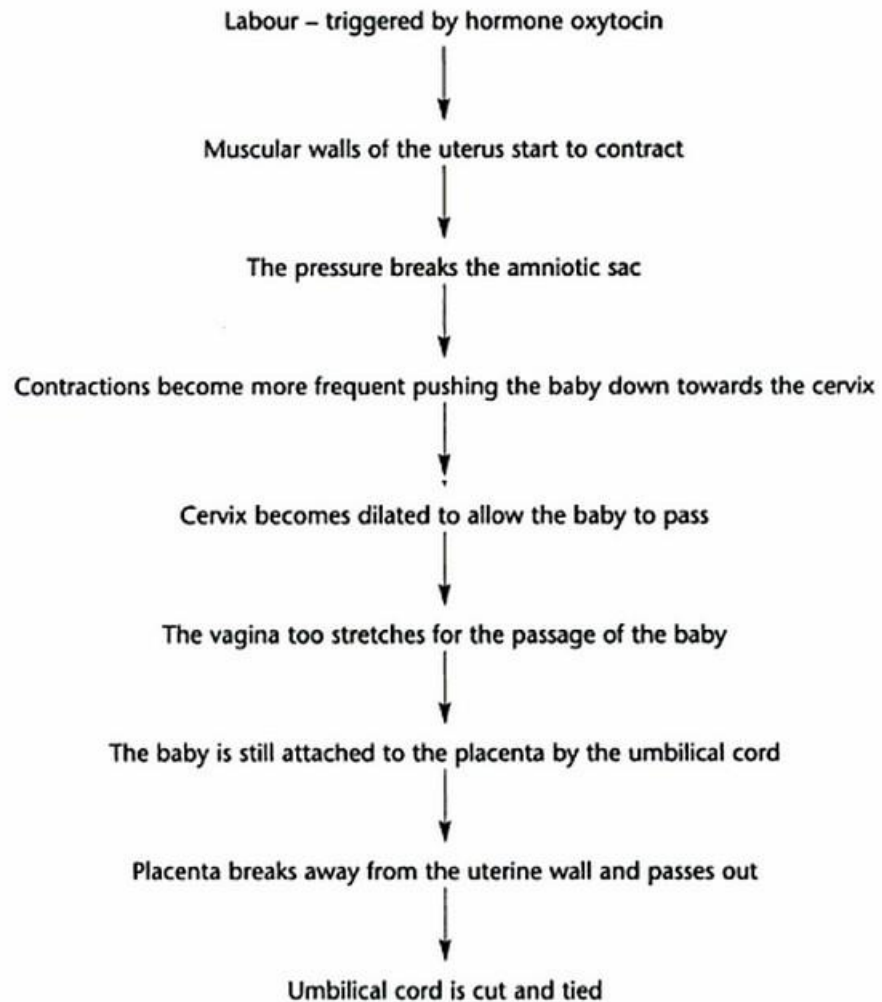 Labour – triggered by hormone oxytocin
Muscular walls of the uterus start to contract
The pressure breaks the amniotic sac
Contractions become more frequent pushing the baby down towards the cervix
Cervix becomes dilated to allow the baby to pass
The vagina too stretches for the passage of the baby
The baby is still attached to the placenta by the umbilical cord
Placenta breaks away from the uterine wall and passes out
Umbilical cord is cut and tied